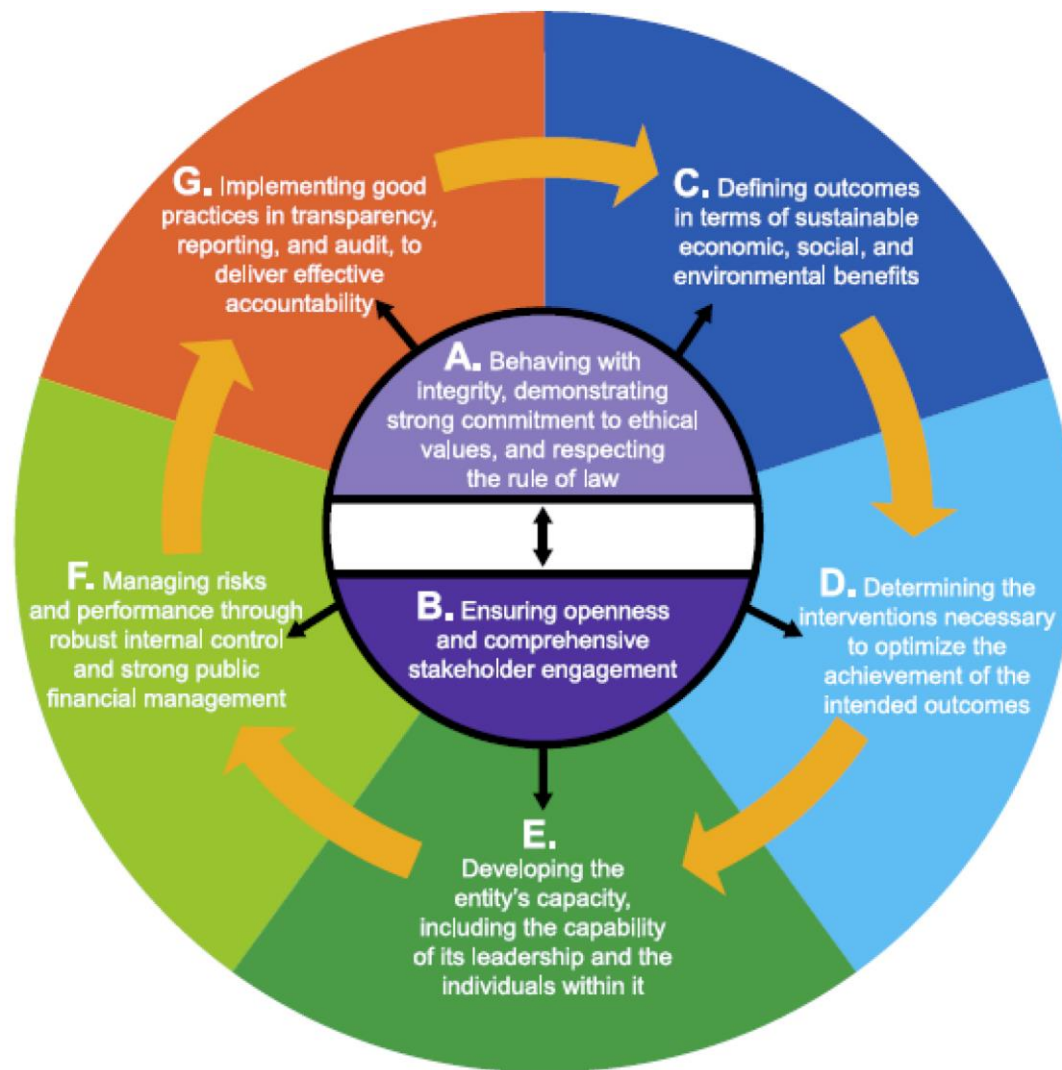 G. Implementing good
practices in transparency,
reporting, and audit, to
deliver effective
accountability
C. Defining outcomes
in terms of sustainable
economic, social, and
environmental benefits
A. Behaving with
integrity, demonstrating
strong commitment to ethical
values, and respecting
the rule of law
F. Managing risks
and performance through
robust internal control
and strong public
financial management
B. Ensuring openness
and comprehensive
stakeholder engagement
D. Determining the
interventions necessary
to optimize the
achievement of the
intended outcomes
E.
Developing the
entity's capacity,
including the capability
of its leadership and the
individuals within it